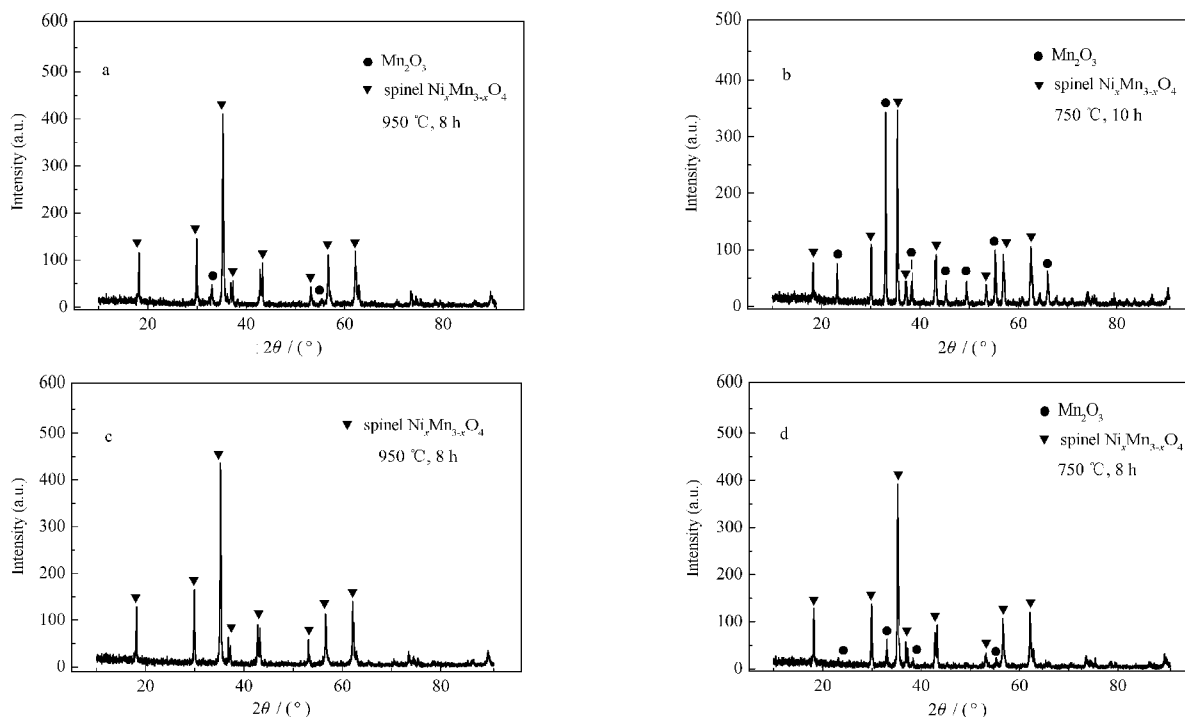 600
500
400
300
200
100
0
Intensity (a.u.)
a
● Mn₂O₃
▼ spinel NiₓMn₃₋ₓO₄
950 ℃, 8 h
20
40
60
80
2θ / (°)
500
400
300
200
100
0
Intensity (a.u.)
b
● Mn₂O₃
▼ spinel NiₓMn₃₋ₓO₄
750 ℃, 10 h
20
40
60
80
2θ / (°)
600
500
400
300
200
100
0
Intensity (a.u.)
c
▼ spinel NiₓMn₃₋ₓO₄
950 ℃, 8 h
20
40
60
80
2θ / (°)
600
500
400
300
200
100
0
Intensity (a.u.)
d
● Mn₂O₃
▼ spinel NiₓMn₃₋ₓO₄
750 ℃, 8 h
20
40
60
80
2θ / (°)